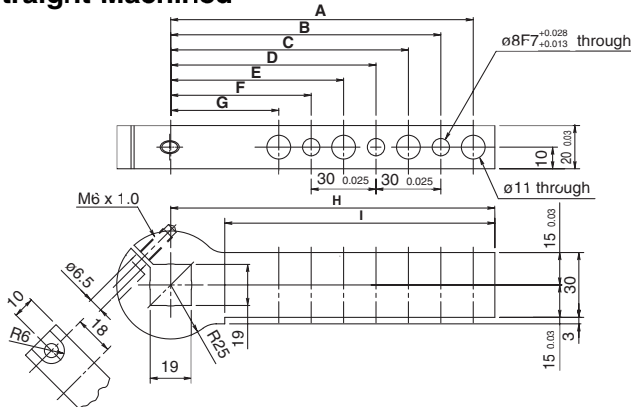 traight Machined
A
B
C
D
E
F
G
ø8F7 +0.028 +0.013 through
10
20 0.03
30 0.025
30 0.025
ø11 through
M6 x 1.0
H
I
ø6.5
10
18
R6
R25
19
19
15 0.03
30
15 0.03
3